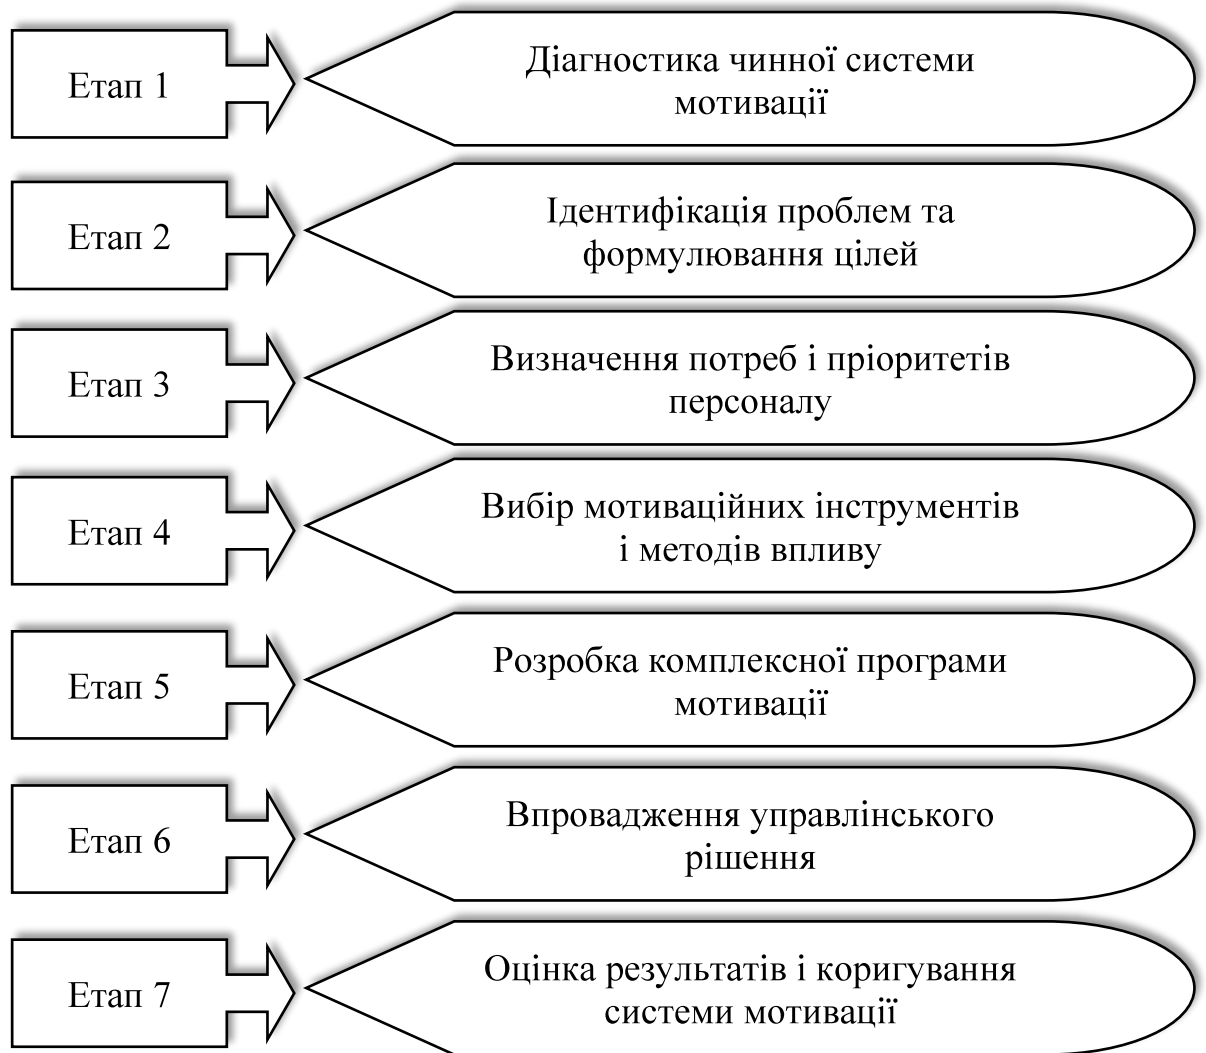 Етап 1
Діагностика чинної системи
мотивації
Етап 2
Ідентифікація проблем та
формулювання цілей
Етап 3
Визначення потреб і пріоритетів
персоналу
Етап 4
Вибір мотиваційних інструментів
і методів впливу
Етап 5
Розробка комплексної програми
мотивації
Етап 6
Впровадження управлінського
рішення
Етап 7
Оцінка результатів і коригування
системи мотивації